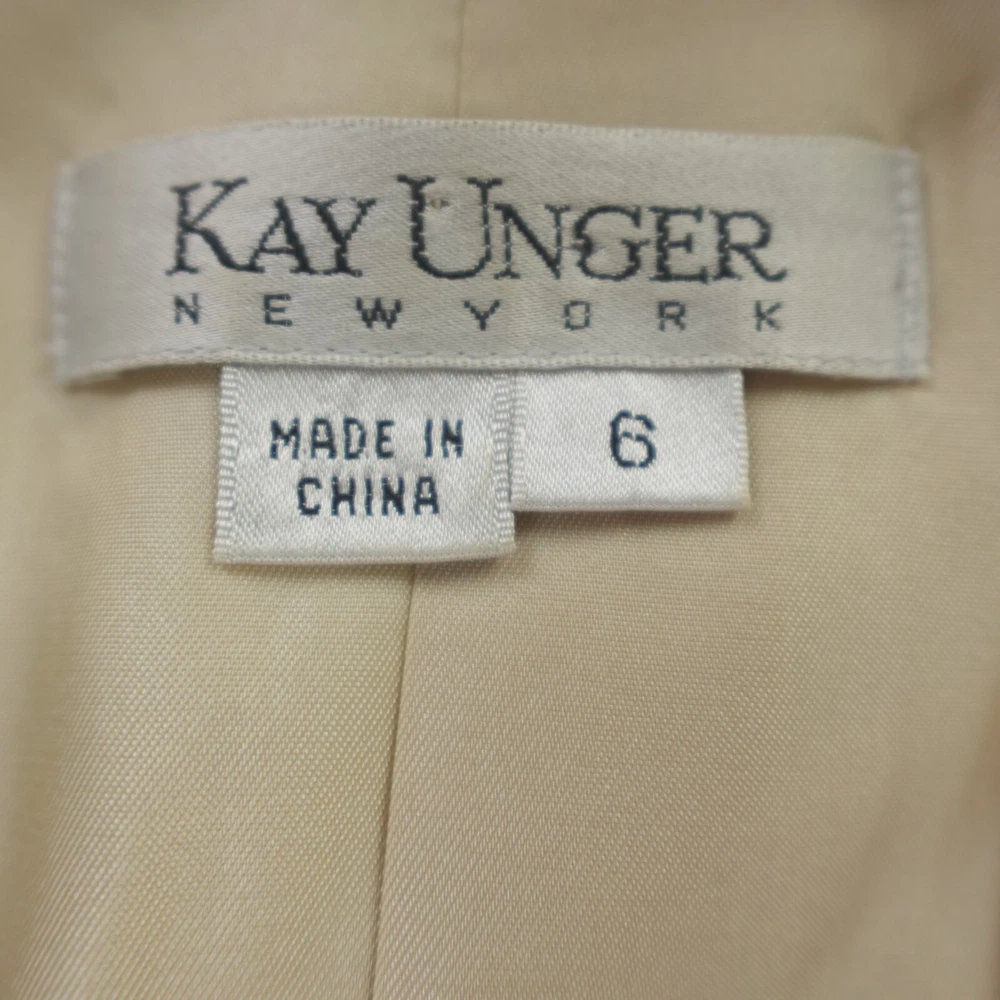 KAY UNGER
NEW YORK
MADE IN
CHINA
6